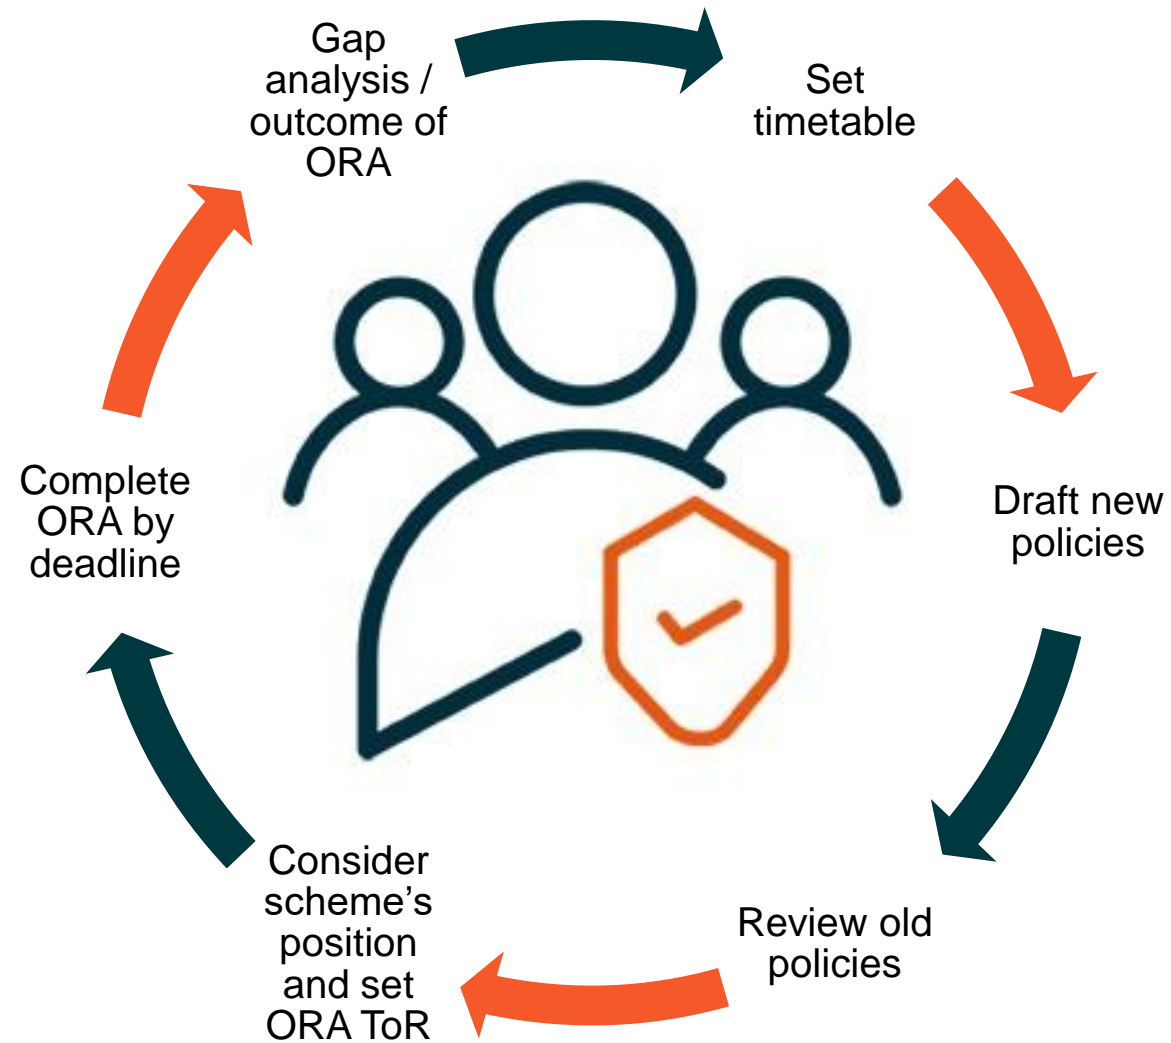 Gap
analysis /
outcome of
ORA
Set
timetable
Draft new
policies
Review old
policies
Consider
scheme’s
position
and set
ORA ToR
Complete
ORA by
deadline